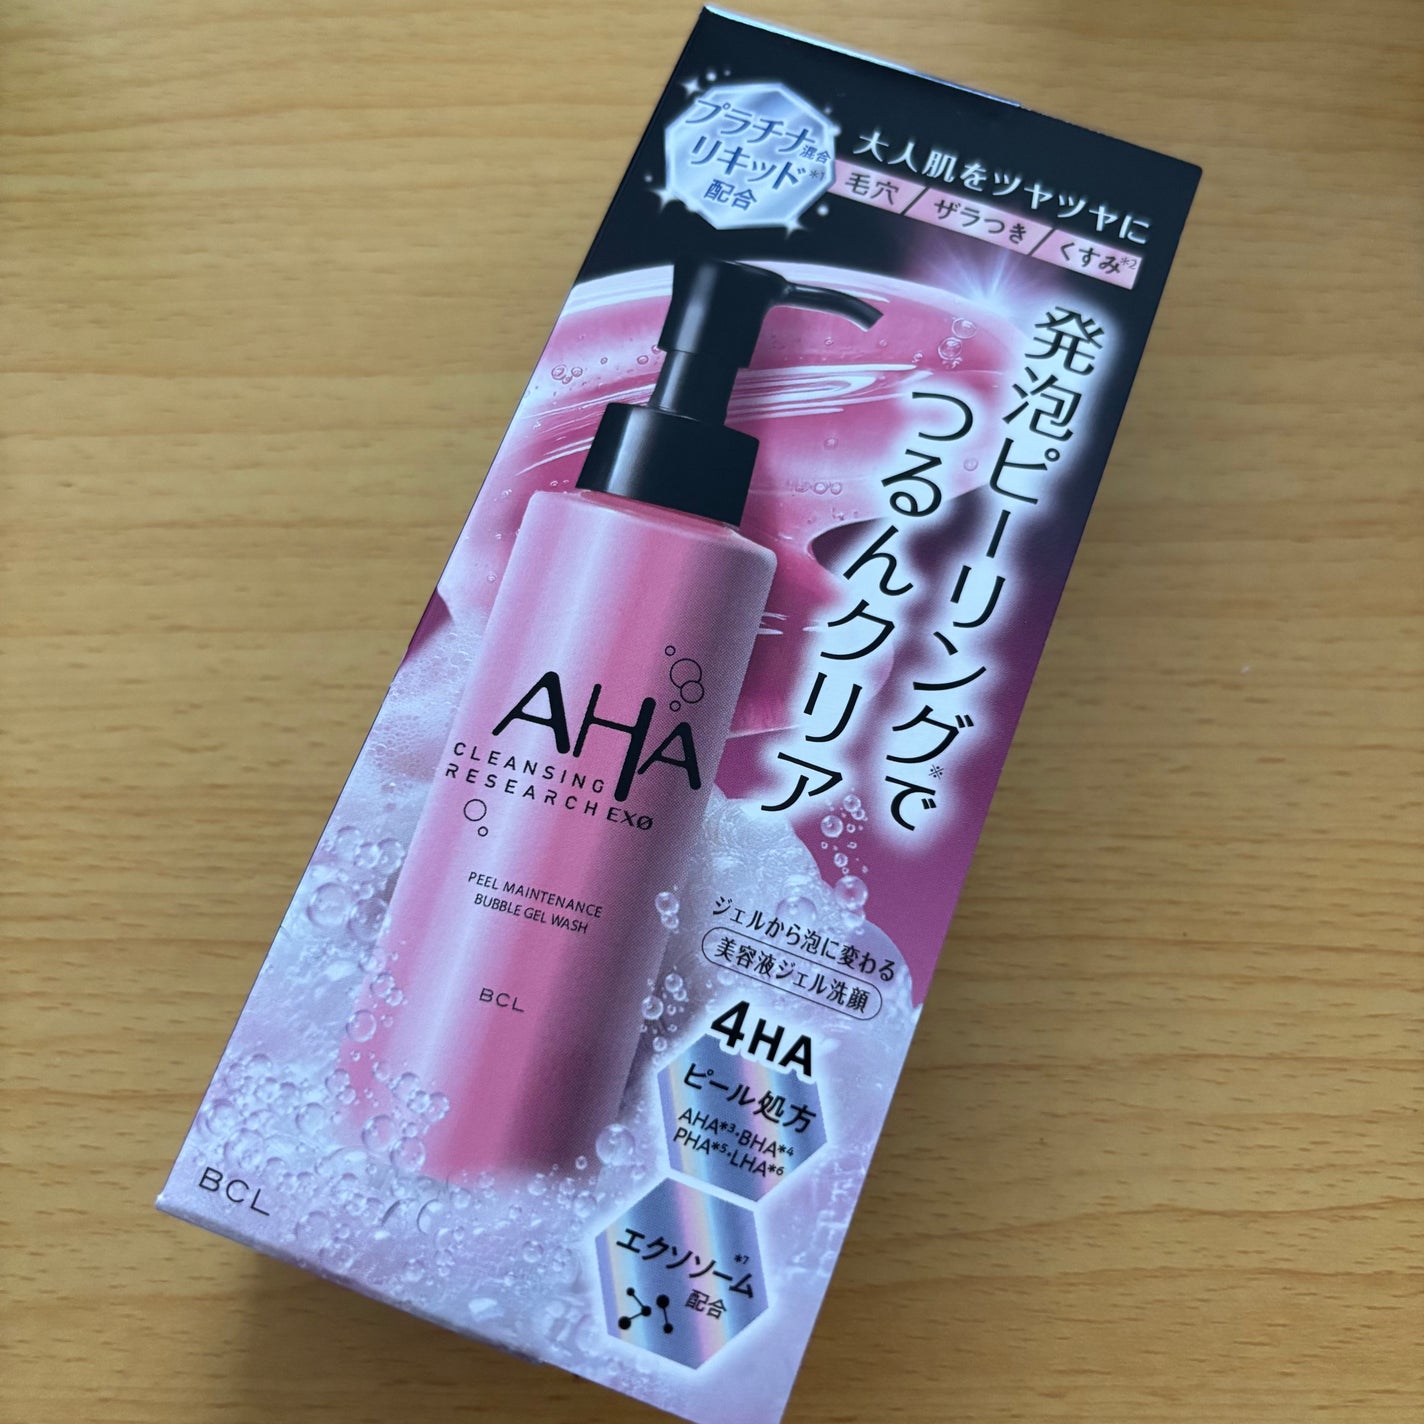 プラチナ混合
リキッド*1
配合
大人肌をツヤツヤに
毛穴/ザラつき/くすみ*2
発泡ピーリング※で
つるんクリア
AHA
CLEANSING
RESEARCH EXØ
PEEL MAINTENANCE
BUBBLE GEL WASH
BCL
ジェルから泡に変わる
美容液ジェル洗顔
4HA
ピール処方
AHA*3・BHA*4
PHA*5・LHA*6
エクソソーム*7
配合
BCL